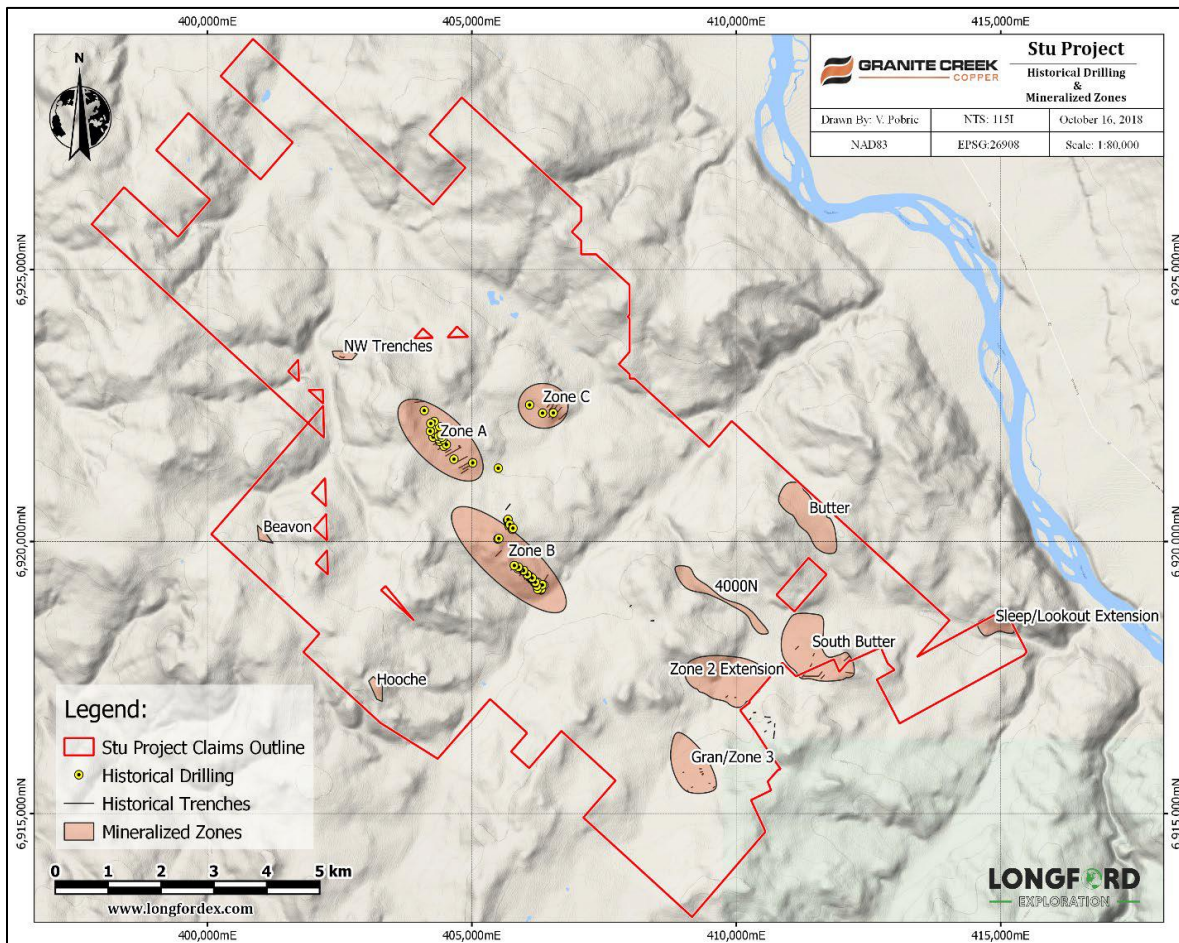 400,000mE
405,000mE
410,000mE
415,000mE
N
GRANITE CREEK
COPPER
Stu Project
Historical Drilling
&
Mineralized Zones
Drawn By: V. Pobric
NTS: 115I
October 16, 2018
NAD83
EPSG:26908
Scale: 1:80,000
6,925,000mN
6,925,000mN
NW Trenches
Zone C
Zone A
Butter
Beavon
6,920,000mN
6,920,000mN
Zone B
4000N
Sleep/Lookout Extension
South Butter
Zone 2 Extension
Hooche
Gran/Zone 3
Legend:
Stu Project Claims Outline
Historical Drilling
Historical Trenches
Mineralized Zones
6,915,000mN
6,915,000mN
0 1 2 3 4 5 km
www.longfordex.com
LONGFORD
EXPLORATION
400,000mE
405,000mE
410,000mE
415,000mE